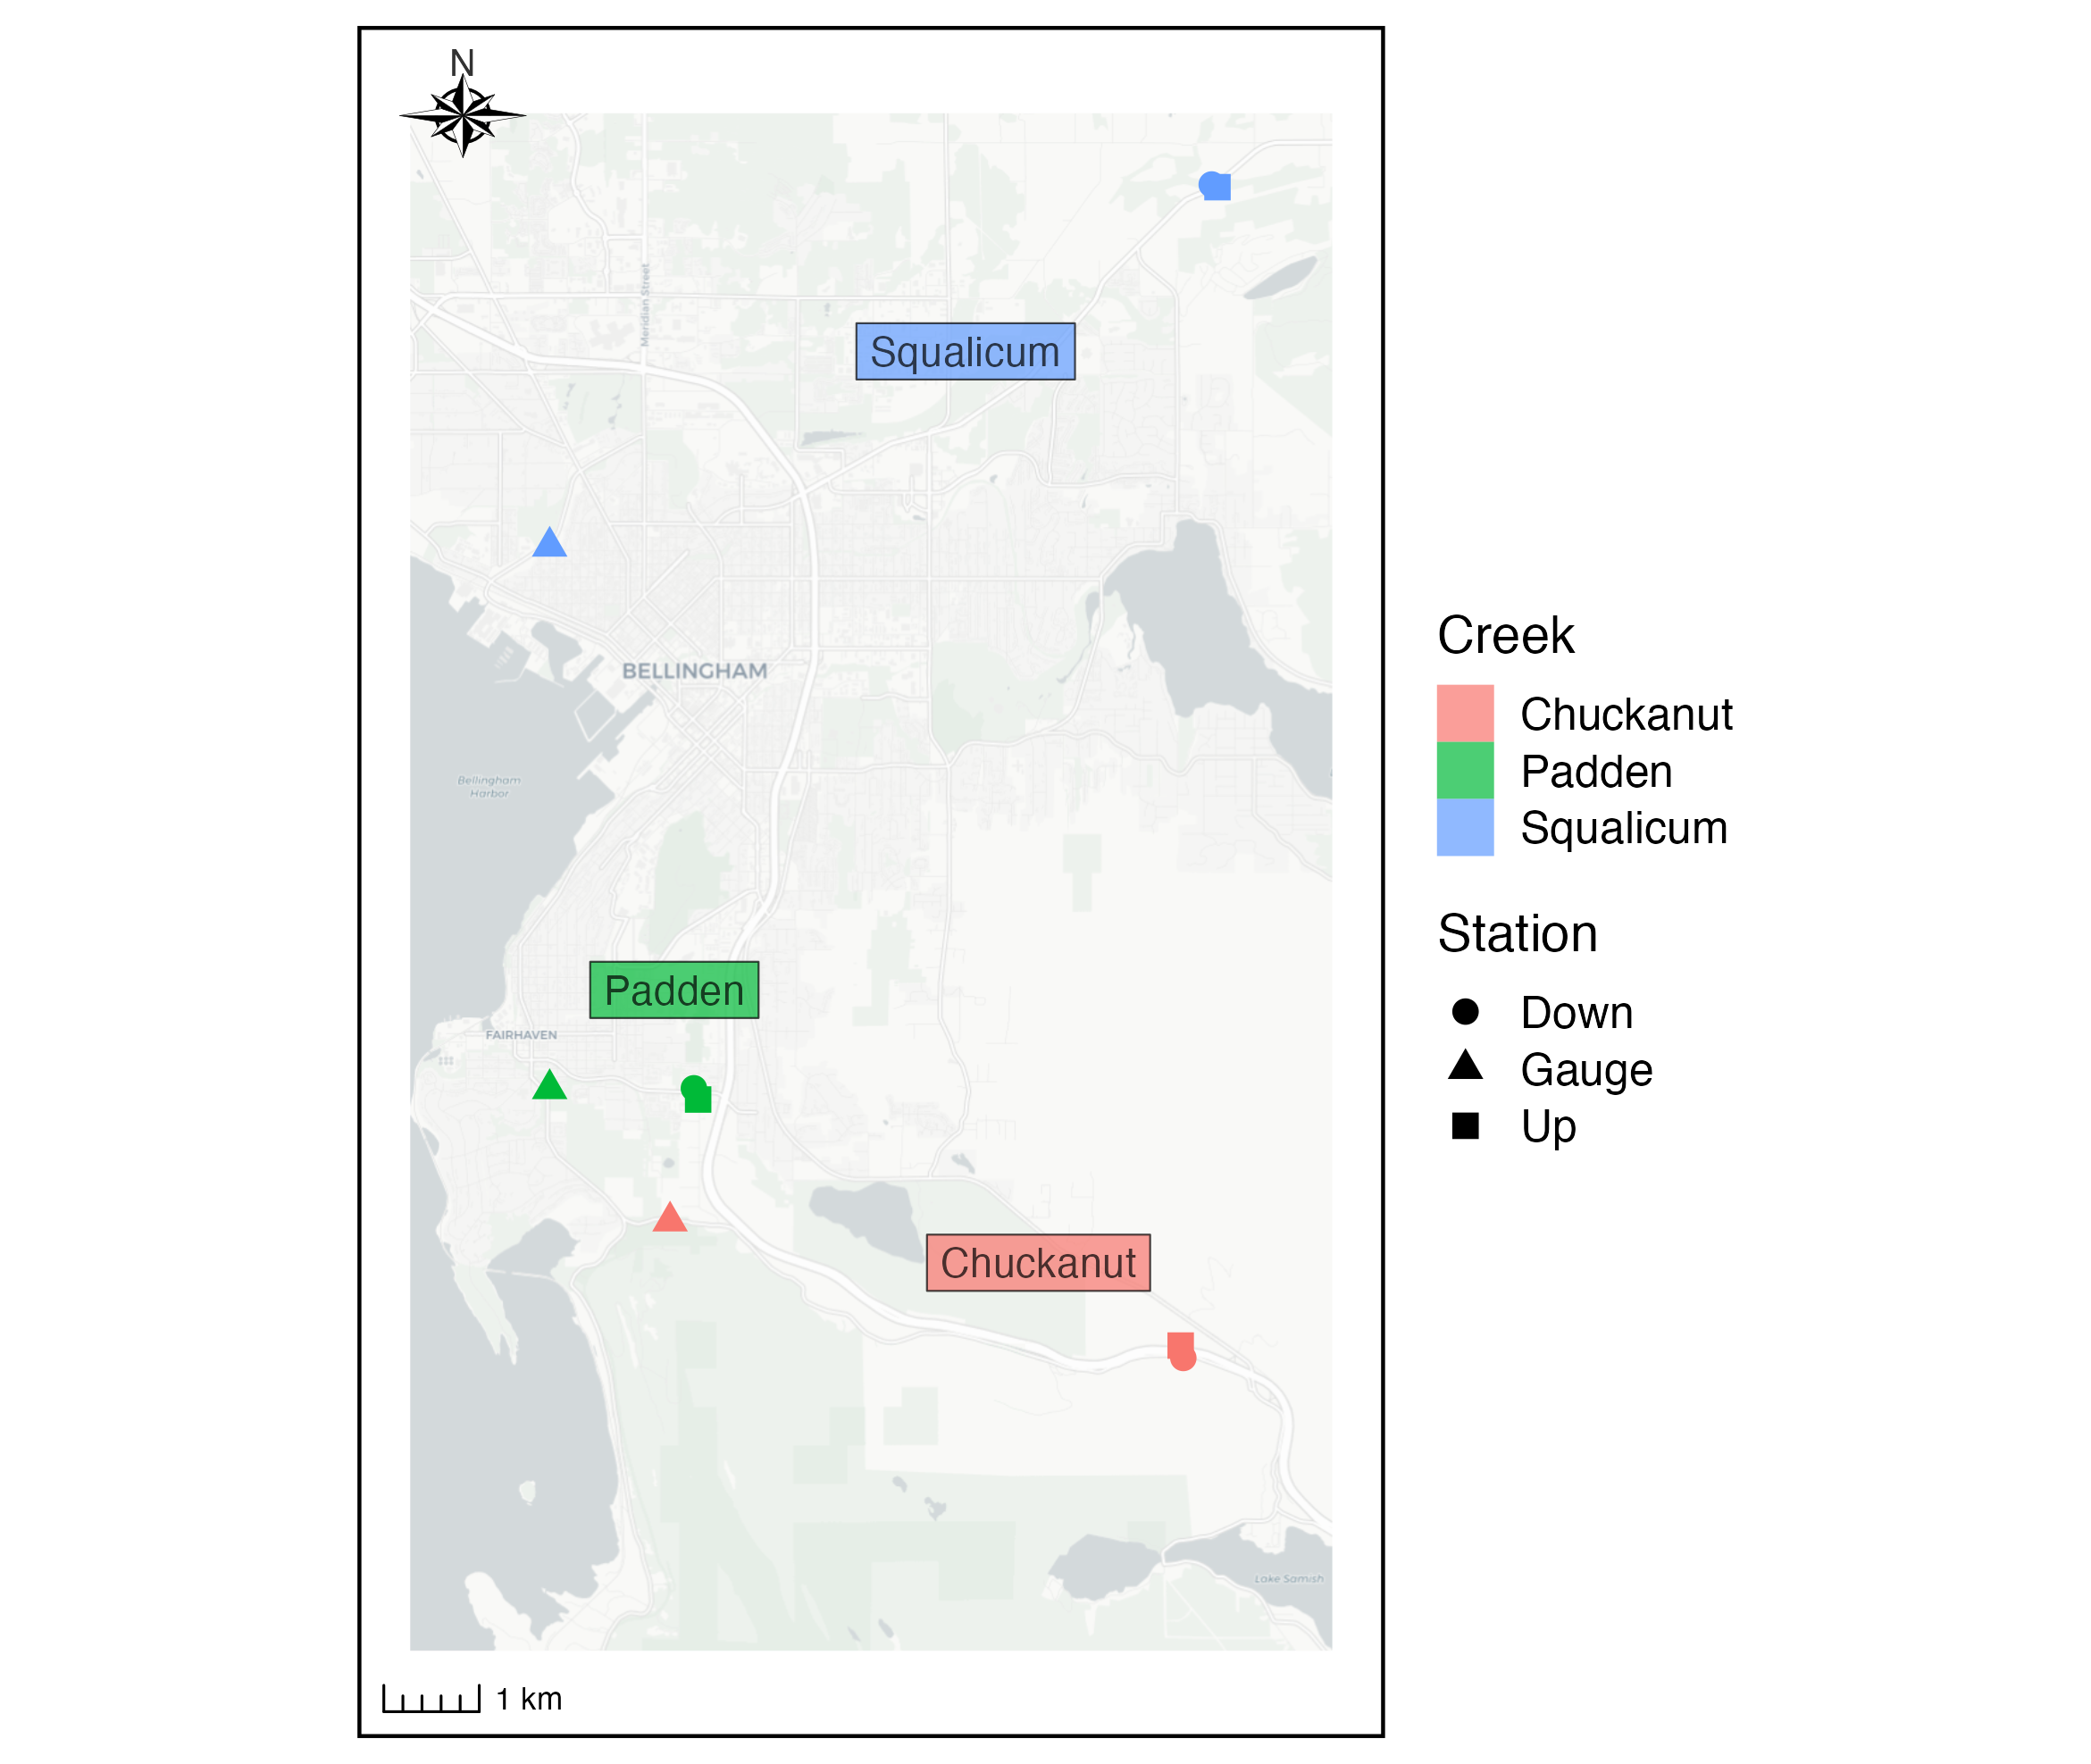 N
Meridian Street
Squalicum
BELLINGHAM
Bellingham
Harbor
Padden
FAIRHAVEN
Chuckanut
Lake Samish
1 km
Creek
Chuckanut
Padden
Squalicum
Station
Down
Gauge
Up